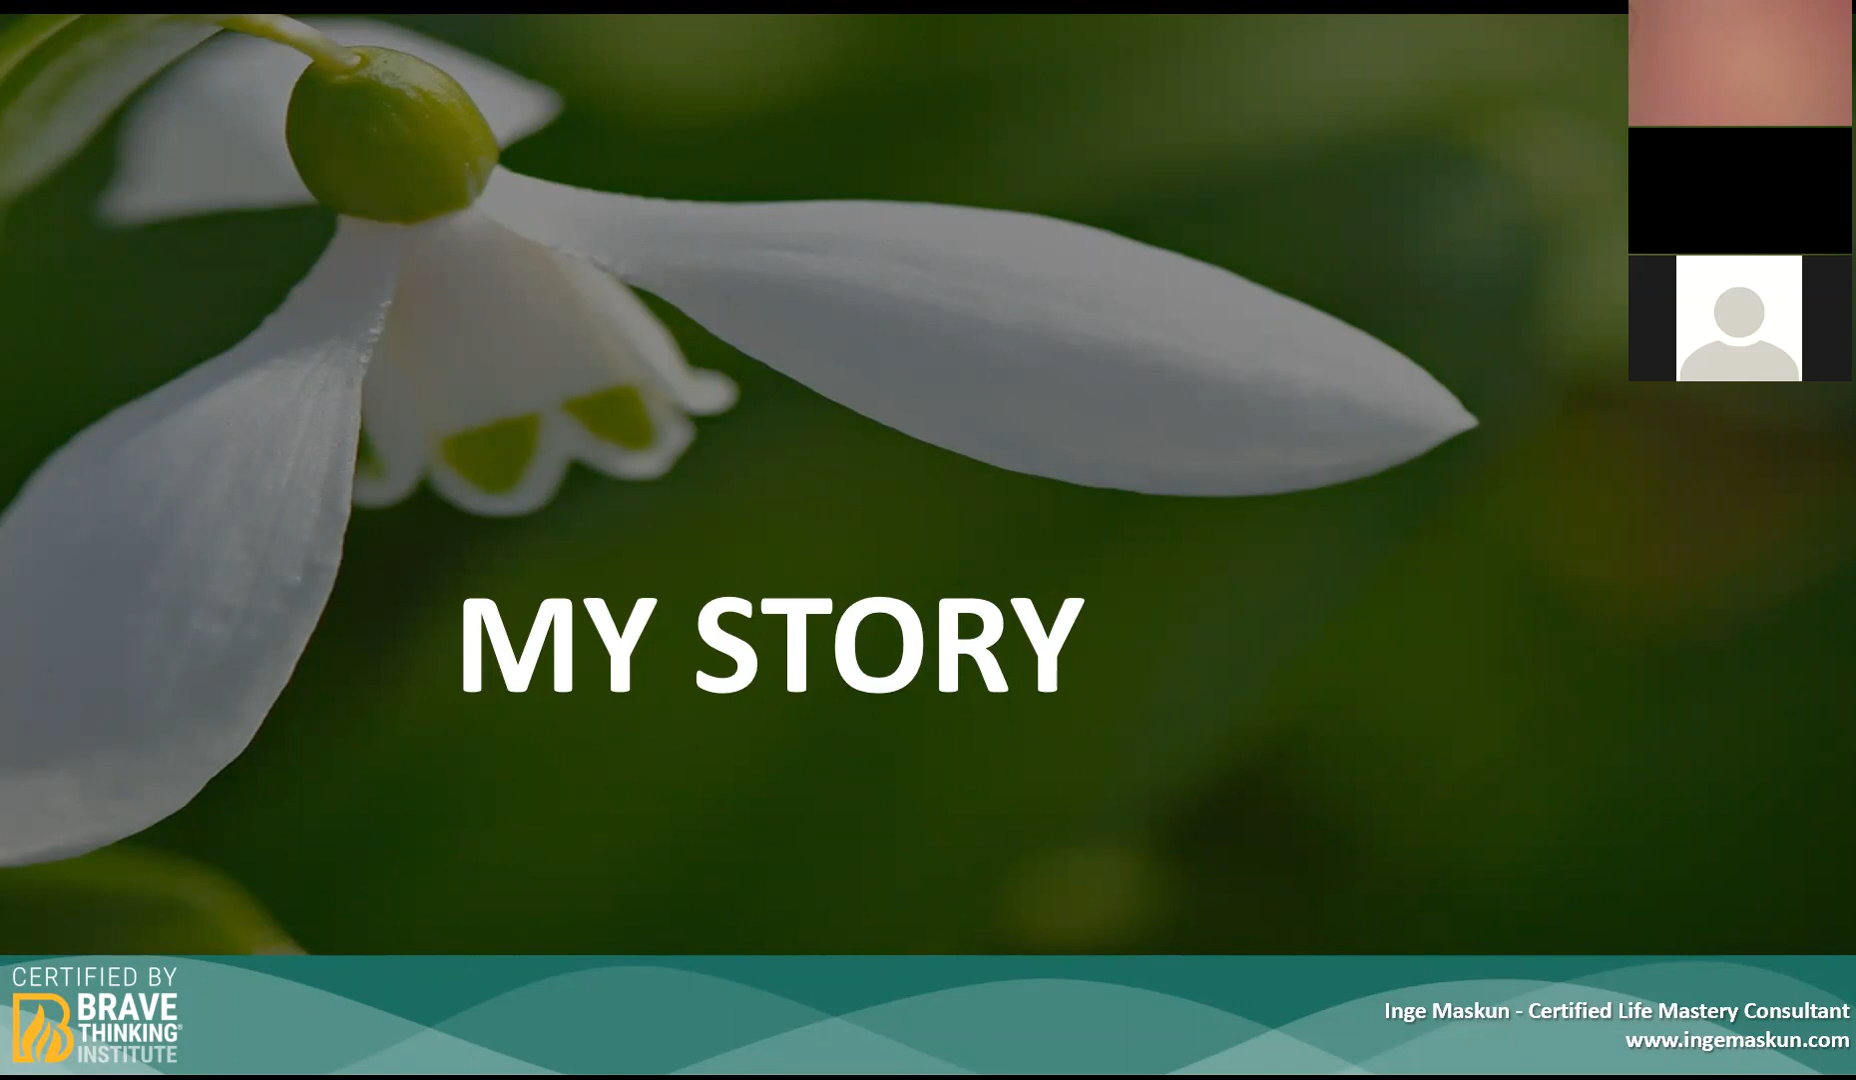 MY STORY
CERTIFIED BY
BRAVE
THINKING®
INSTITUTE
Inge Maskun - Certified Life Mastery Consultant
www.ingemaskun.com